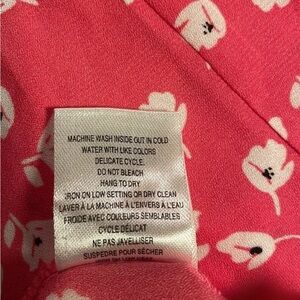 MACHINE WASH INSIDE OUT IN COLD
WATER WITH LIKE COLORS
DELICATE CYCLE.
DO NOT BLEACH
HANG TO DRY
IRON ON LOW SETTING OR DRY CLEAN
LAVER À LA MACHINE À L'ENVERS À L'EAU
FROIDE AVEC COULEURS SEMBLABLES
CYCLE DÉLICAT
NE PAS JAVELLISER
SUSPEDRE POUR SÉCHER